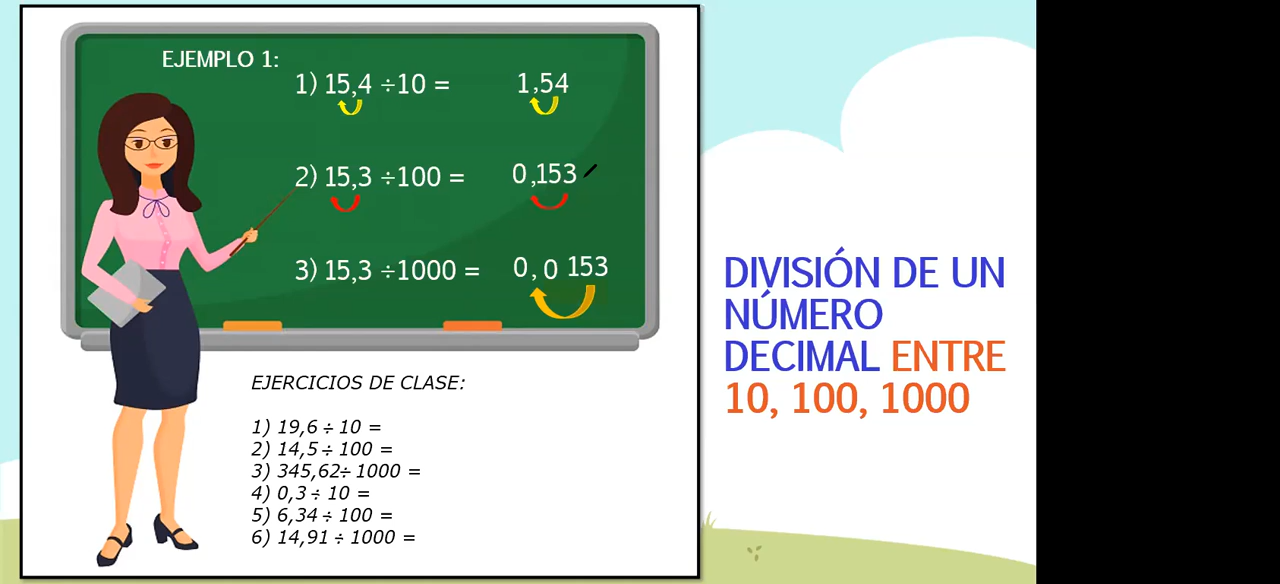 EJEMPLO 1:
1) 15,4 ÷10 = 1,54
2) 15,3 ÷100 = 0,153
3) 15,3 ÷1000 = 0,0 153
EJERCICIOS DE CLASE:
1) 19,6 ÷ 10 =
2) 14,5 ÷ 100 =
3) 345,62÷ 1000 =
4) 0,3 ÷ 10 =
5) 6,34 ÷ 100 =
6) 14,91 ÷ 1000 =
DIVISIÓN DE UN
NÚMERO
DECIMAL ENTRE
10, 100, 1000